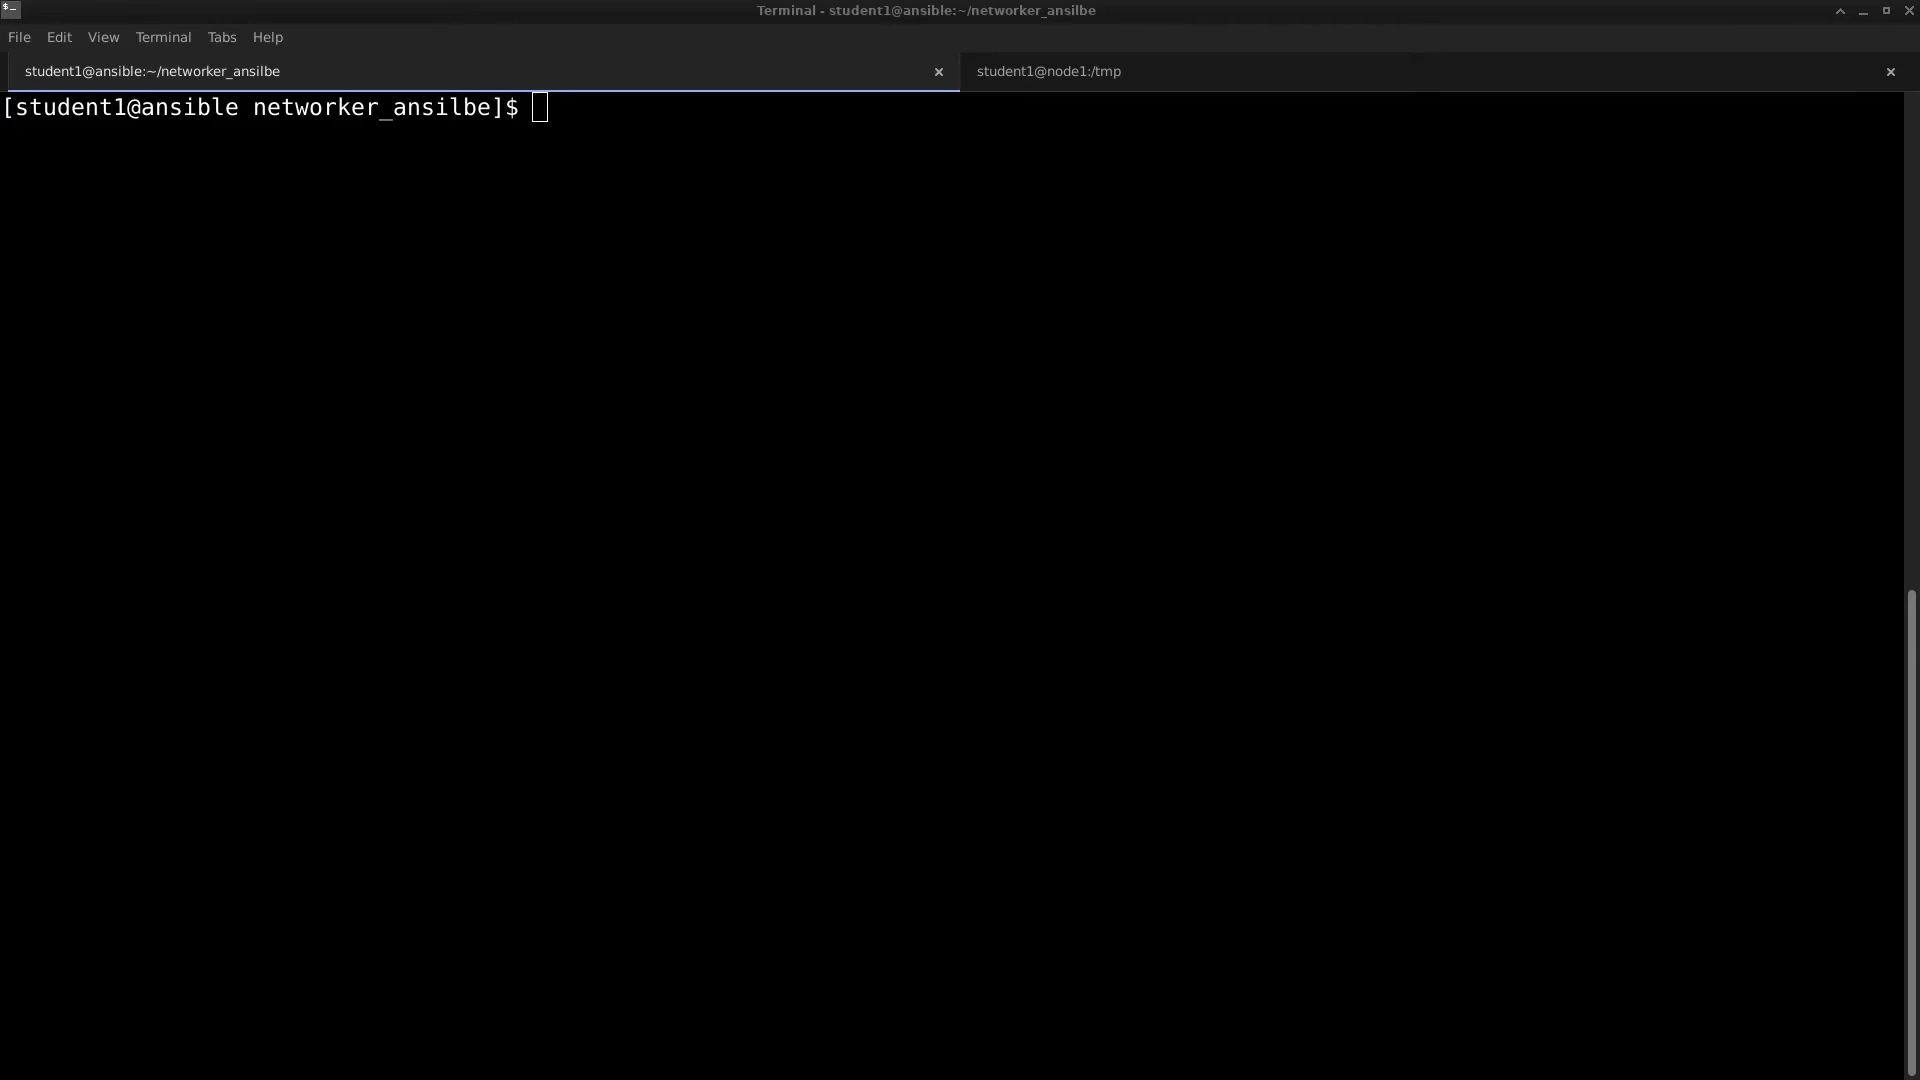 Terminal - student1@ansible:~/networker_ansilbe
File Edit View Terminal Tabs Help
student1@ansible:~/networker_ansilbe
student1@node1:/tmp
[student1@ansible networker_ansilbe]$